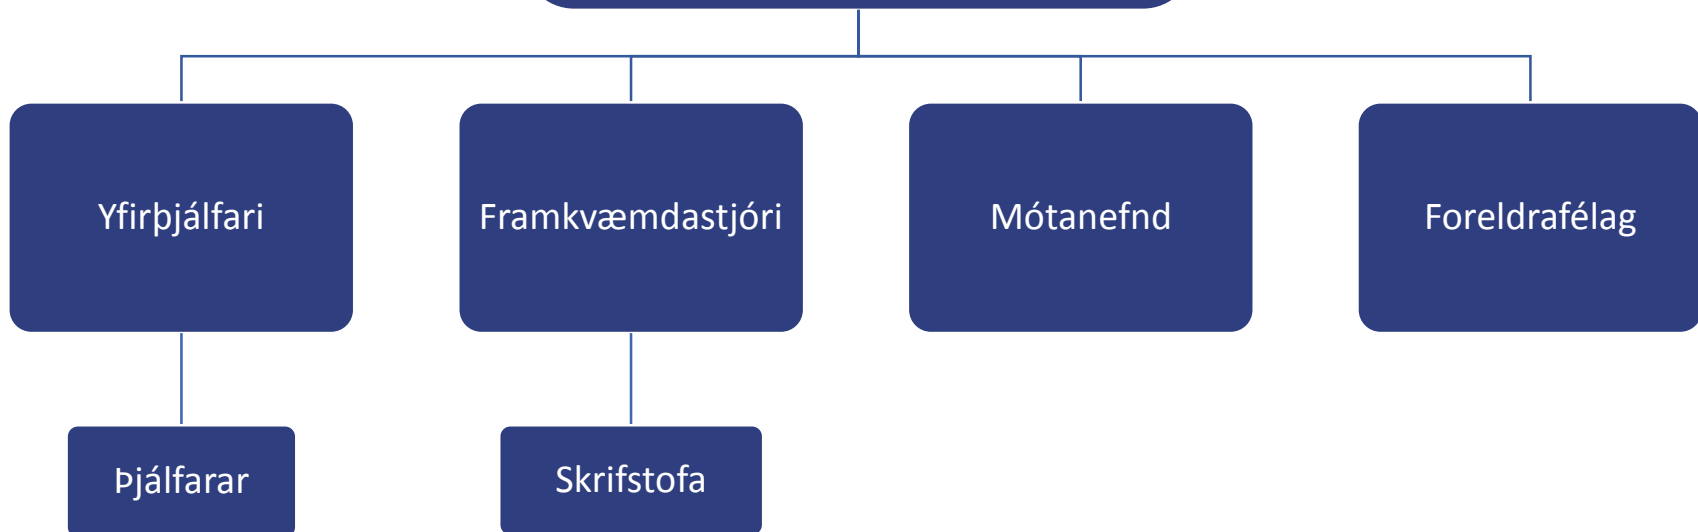 Yfirþjálfari
Framkvæmdastjóri
Mótanefnd
Foreldrafélag
Þjálfarar
Skrifstofa